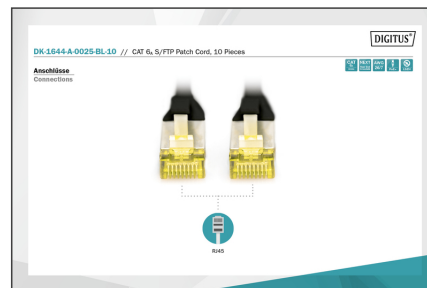 DIGITUS®
DK-1644-A-0025-BL-10 // CAT 6A S/FTP Patch Cord, 10 Pieces
Anschlüsse
Connections
RJ45